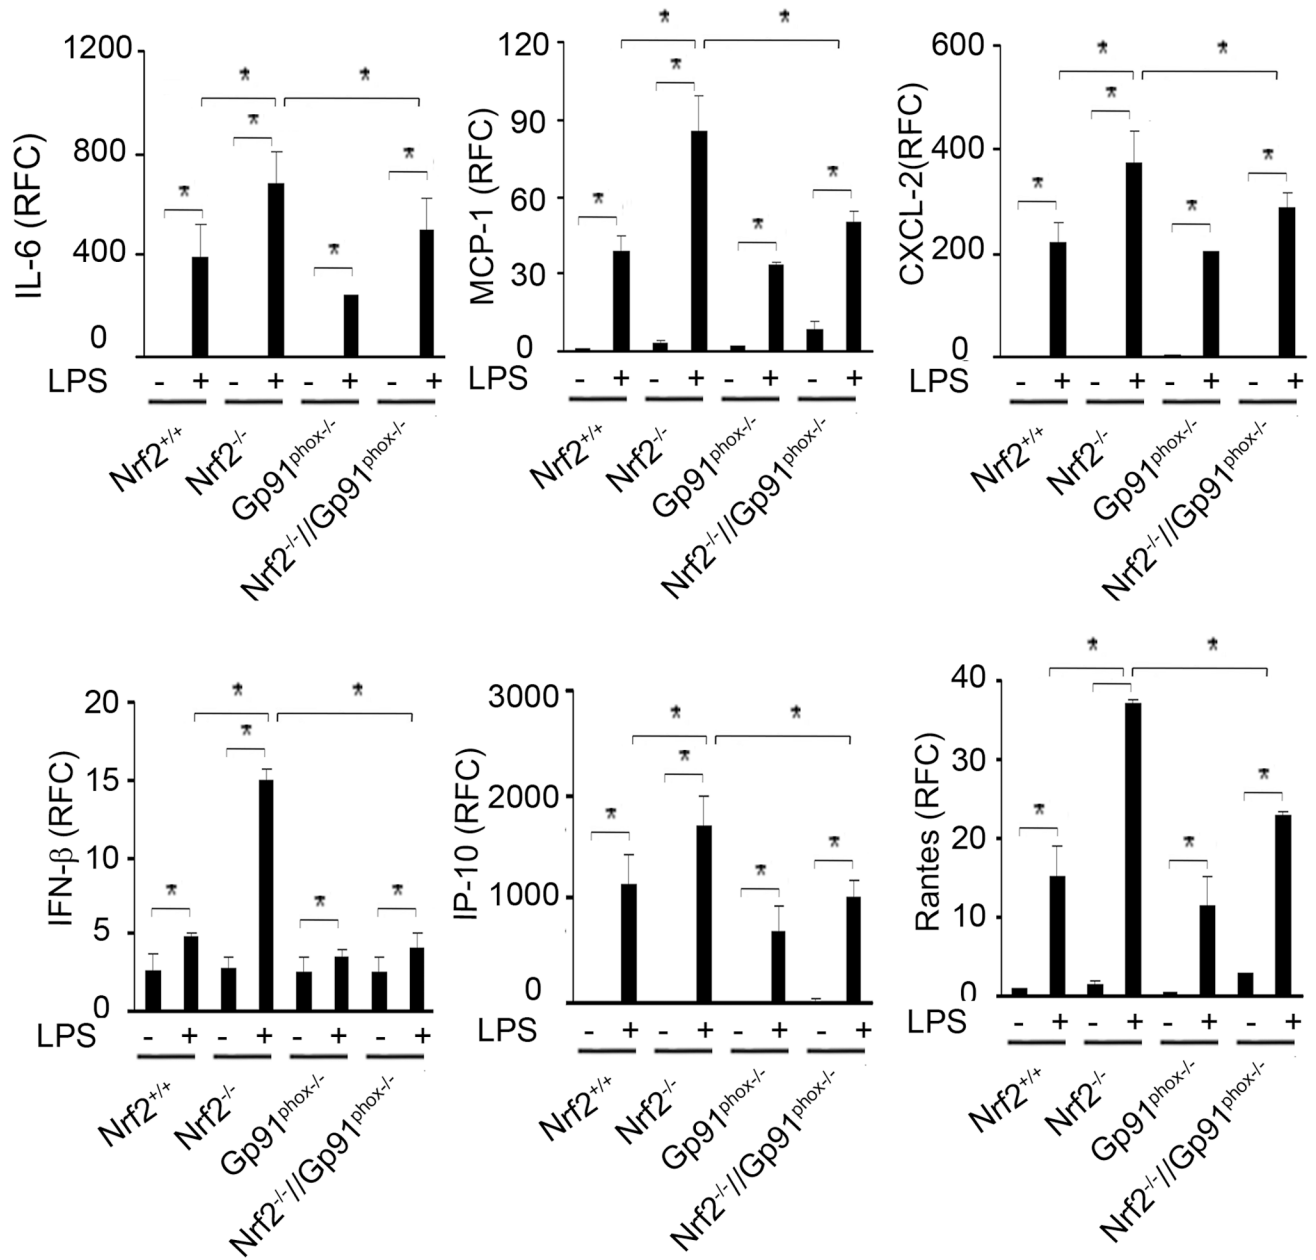 IL-6 (RFC)
1200
800
400
0
*
*
*
*
*
*
LPS - + - + - + - +
Nrf2+/+
Nrf2-/-
Gp91phox-/-
Nrf2-/-//Gp91phox-/-
MCP-1 (RFC)
120
90
60
30
0
*
*
*
*
*
*
LPS - + - + - + - +
Nrf2+/+
Nrf2-/-
Gp91phox-/-
Nrf2-/-//Gp91phox-/-
CXCL-2(RFC)
600
400
200
0
*
*
*
*
*
*
LPS - + - + - + - +
Nrf2+/+
Nrf2-/-
Gp91phox-/-
Nrf2-/-//Gp91phox-/-
IFN-β (RFC)
20
15
10
5
0
*
*
*
*
*
*
LPS - + - + - + - +
Nrf2+/+
Nrf2-/-
Gp91phox-/-
Nrf2-/-//Gp91phox-/-
IP-10 (RFC)
3000
2000
1000
0
*
*
*
*
*
*
LPS - + - + - + - +
Nrf2+/+
Nrf2-/-
Gp91phox-/-
Nrf2-/-//Gp91phox-/-
Rantes (RFC)
40
30
20
10
0
*
*
*
*
*
LPS - + - + - + - +
Nrf2+/+
Nrf2-/-
Gp91phox-/-
Nrf2-/-//Gp91phox-/-